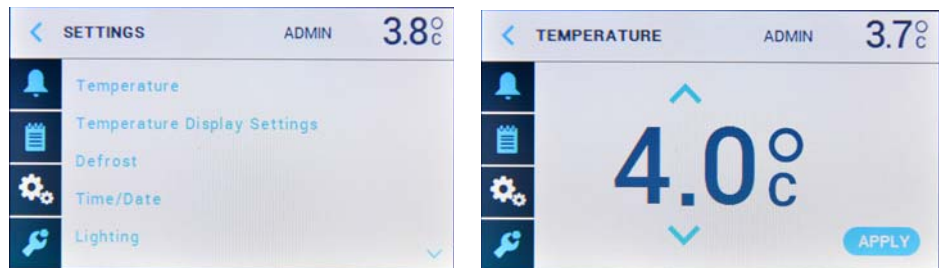 SETTINGS ADMIN 3.8°C
Temperature
Temperature Display Settings
Defrost
Time/Date
Lighting
TEMPERATURE ADMIN 3.7°C
4.0°C
APPLY